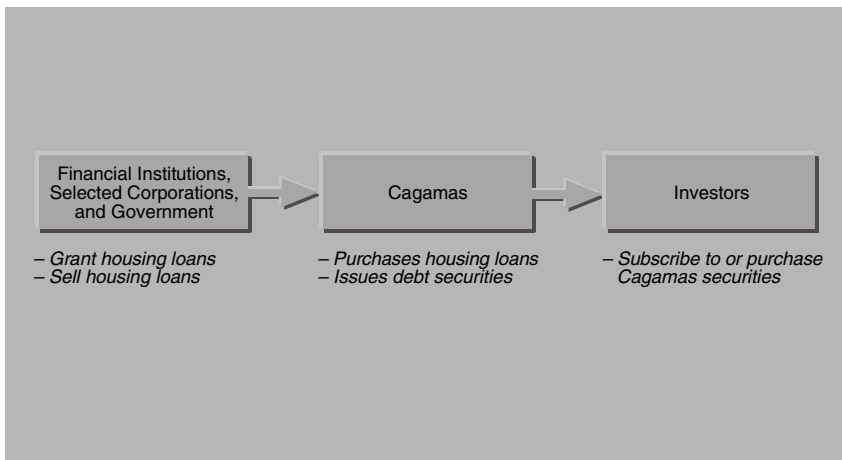 Financial Institutions,
Selected Corporations,
and Government
– Grant housing loans
– Sell housing loans
Cagamas
– Purchases housing loans
– Issues debt securities
Investors
– Subscribe to or purchase
Cagamas securities